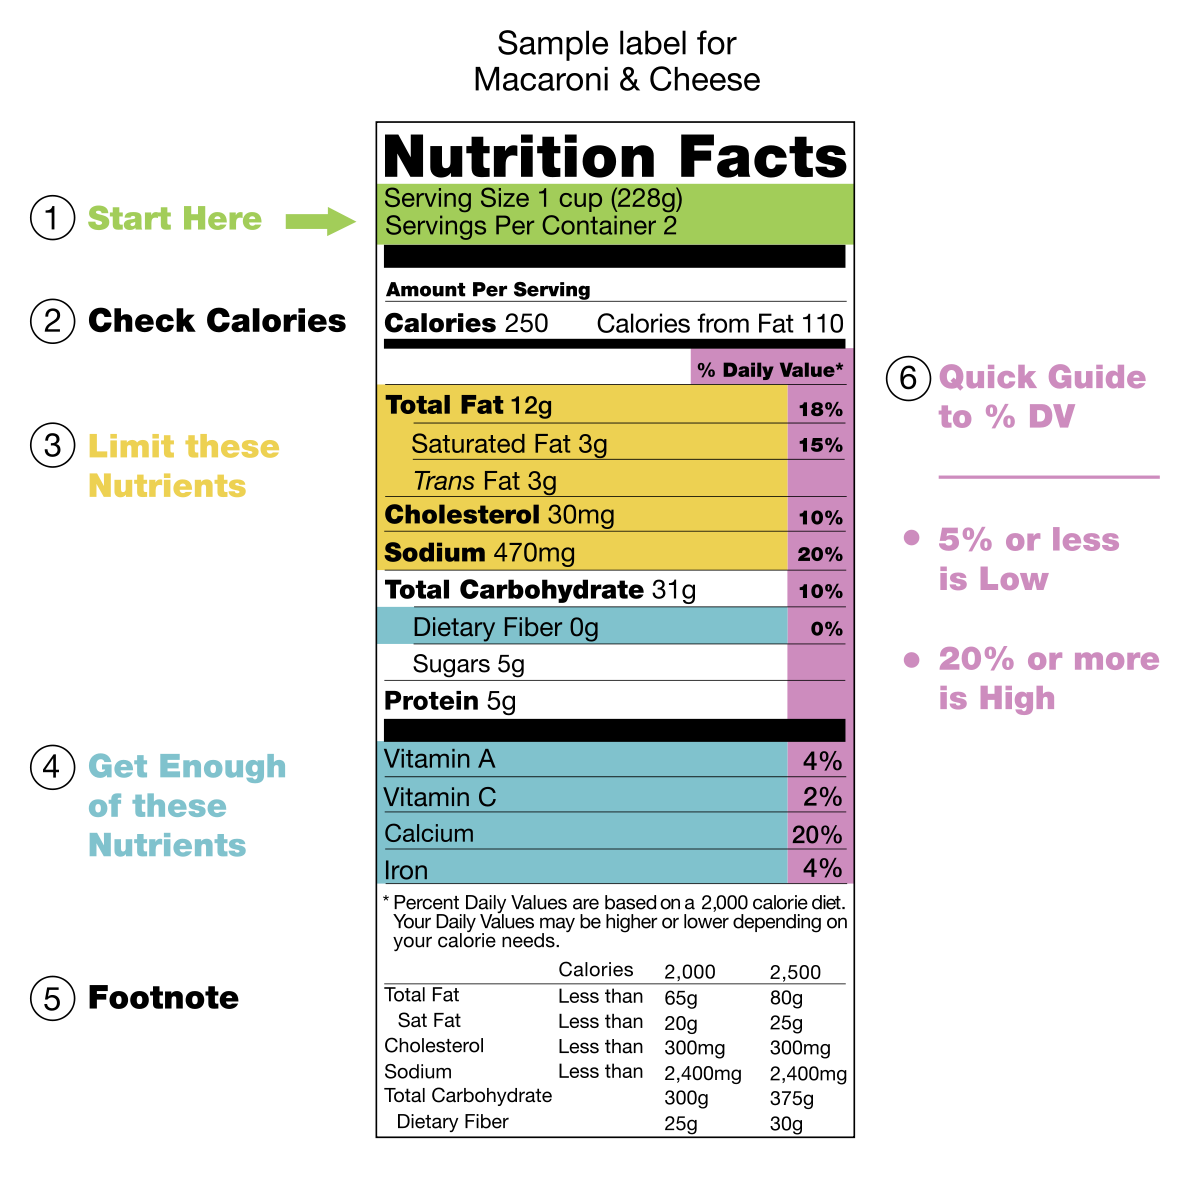 Sample label for
Macaroni & Cheese
Nutrition Facts
① Start Here
Serving Size 1 cup (228g)
Servings Per Container 2
Amount Per Serving
② Check Calories
Calories 250 Calories from Fat 110
% Daily Value*
③ Limit these
Nutrients
Total Fat 12g 18%
Saturated Fat 3g 15%
Trans Fat 3g
Cholesterol 30mg 10%
Sodium 470mg 20%
Total Carbohydrate 31g 10%
Dietary Fiber 0g 0%
Sugars 5g
Protein 5g
④ Get Enough
of these
Nutrients
Vitamin A 4%
Vitamin C 2%
Calcium 20%
Iron 4%
⑤ Footnote
* Percent Daily Values are based on a 2,000 calorie diet.
Your Daily Values may be higher or lower depending on
your calorie needs.
Calories 2,000 2,500
Total Fat Less than 65g 80g
Sat Fat Less than 20g 25g
Cholesterol Less than 300mg 300mg
Sodium Less than 2,400mg 2,400mg
Total Carbohydrate 300g 375g
Dietary Fiber 25g 30g
⑥ Quick Guide
to % DV
• 5% or less
is Low
• 20% or more
is High